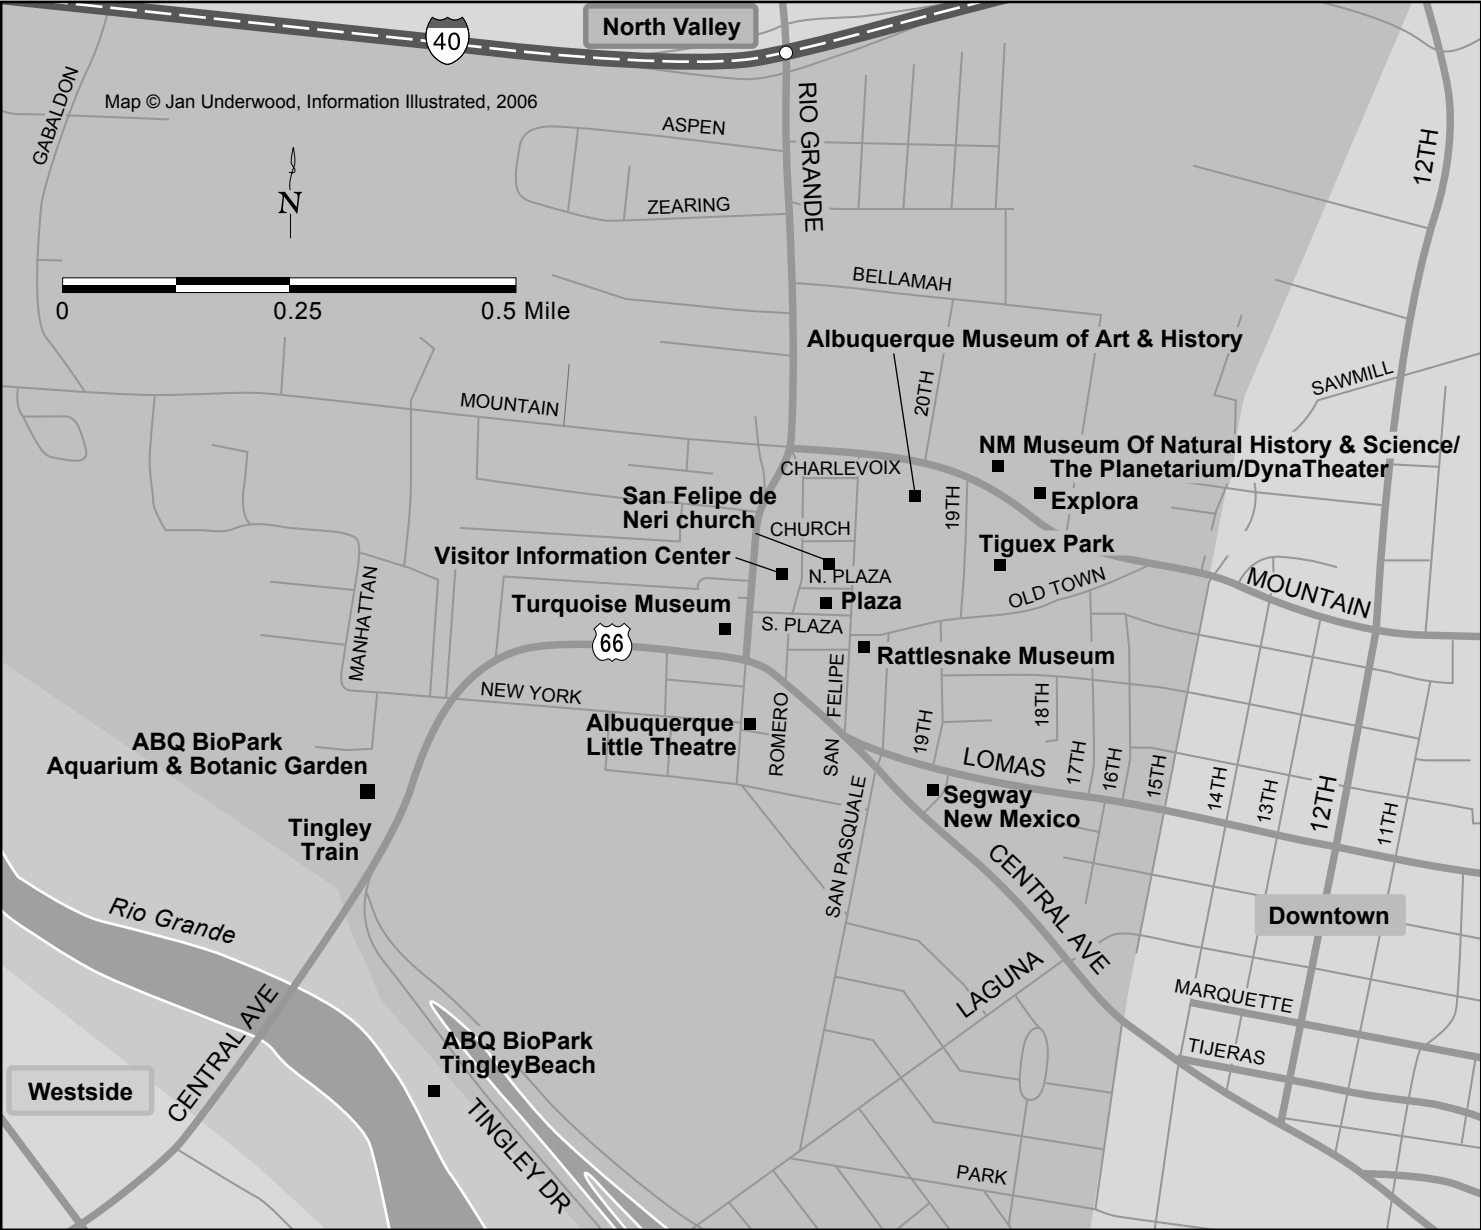 North Valley
40
GABALDON
Map © Jan Underwood, Information Illustrated, 2006
ASPEN
RIO GRANDE
12TH
N
ZEARING
BELLAMAH
0 0.25 0.5 Mile
Albuquerque Museum of Art & History
SAWMILL
20TH
MOUNTAIN
NM Museum Of Natural History & Science/
The Planetarium/DynaTheater
CHARLEVOIX
Explora
19TH
San Felipe de
Neri church
CHURCH
Tiguex Park
Visitor Information Center
N. PLAZA
OLD TOWN
MOUNTAIN
MANHATTAN
Turquoise Museum
Plaza
S. PLAZA
66
Rattlesnake Museum
NEW YORK
SAN FELIPE
ROMERO
18TH
19TH
Albuquerque
Little Theatre
ABQ BioPark
Aquarium & Botanic Garden
LOMAS
17TH
16TH
15TH
14TH
13TH
12TH
11TH
Segway
New Mexico
Tingley
Train
SAN PASQUALE
CENTRAL AVE
Rio Grande
Downtown
LAGUNA
MARQUETTE
TIJERAS
CENTRAL AVE
ABQ BioPark
TingleyBeach
Westside
TINGLEY DR
PARK